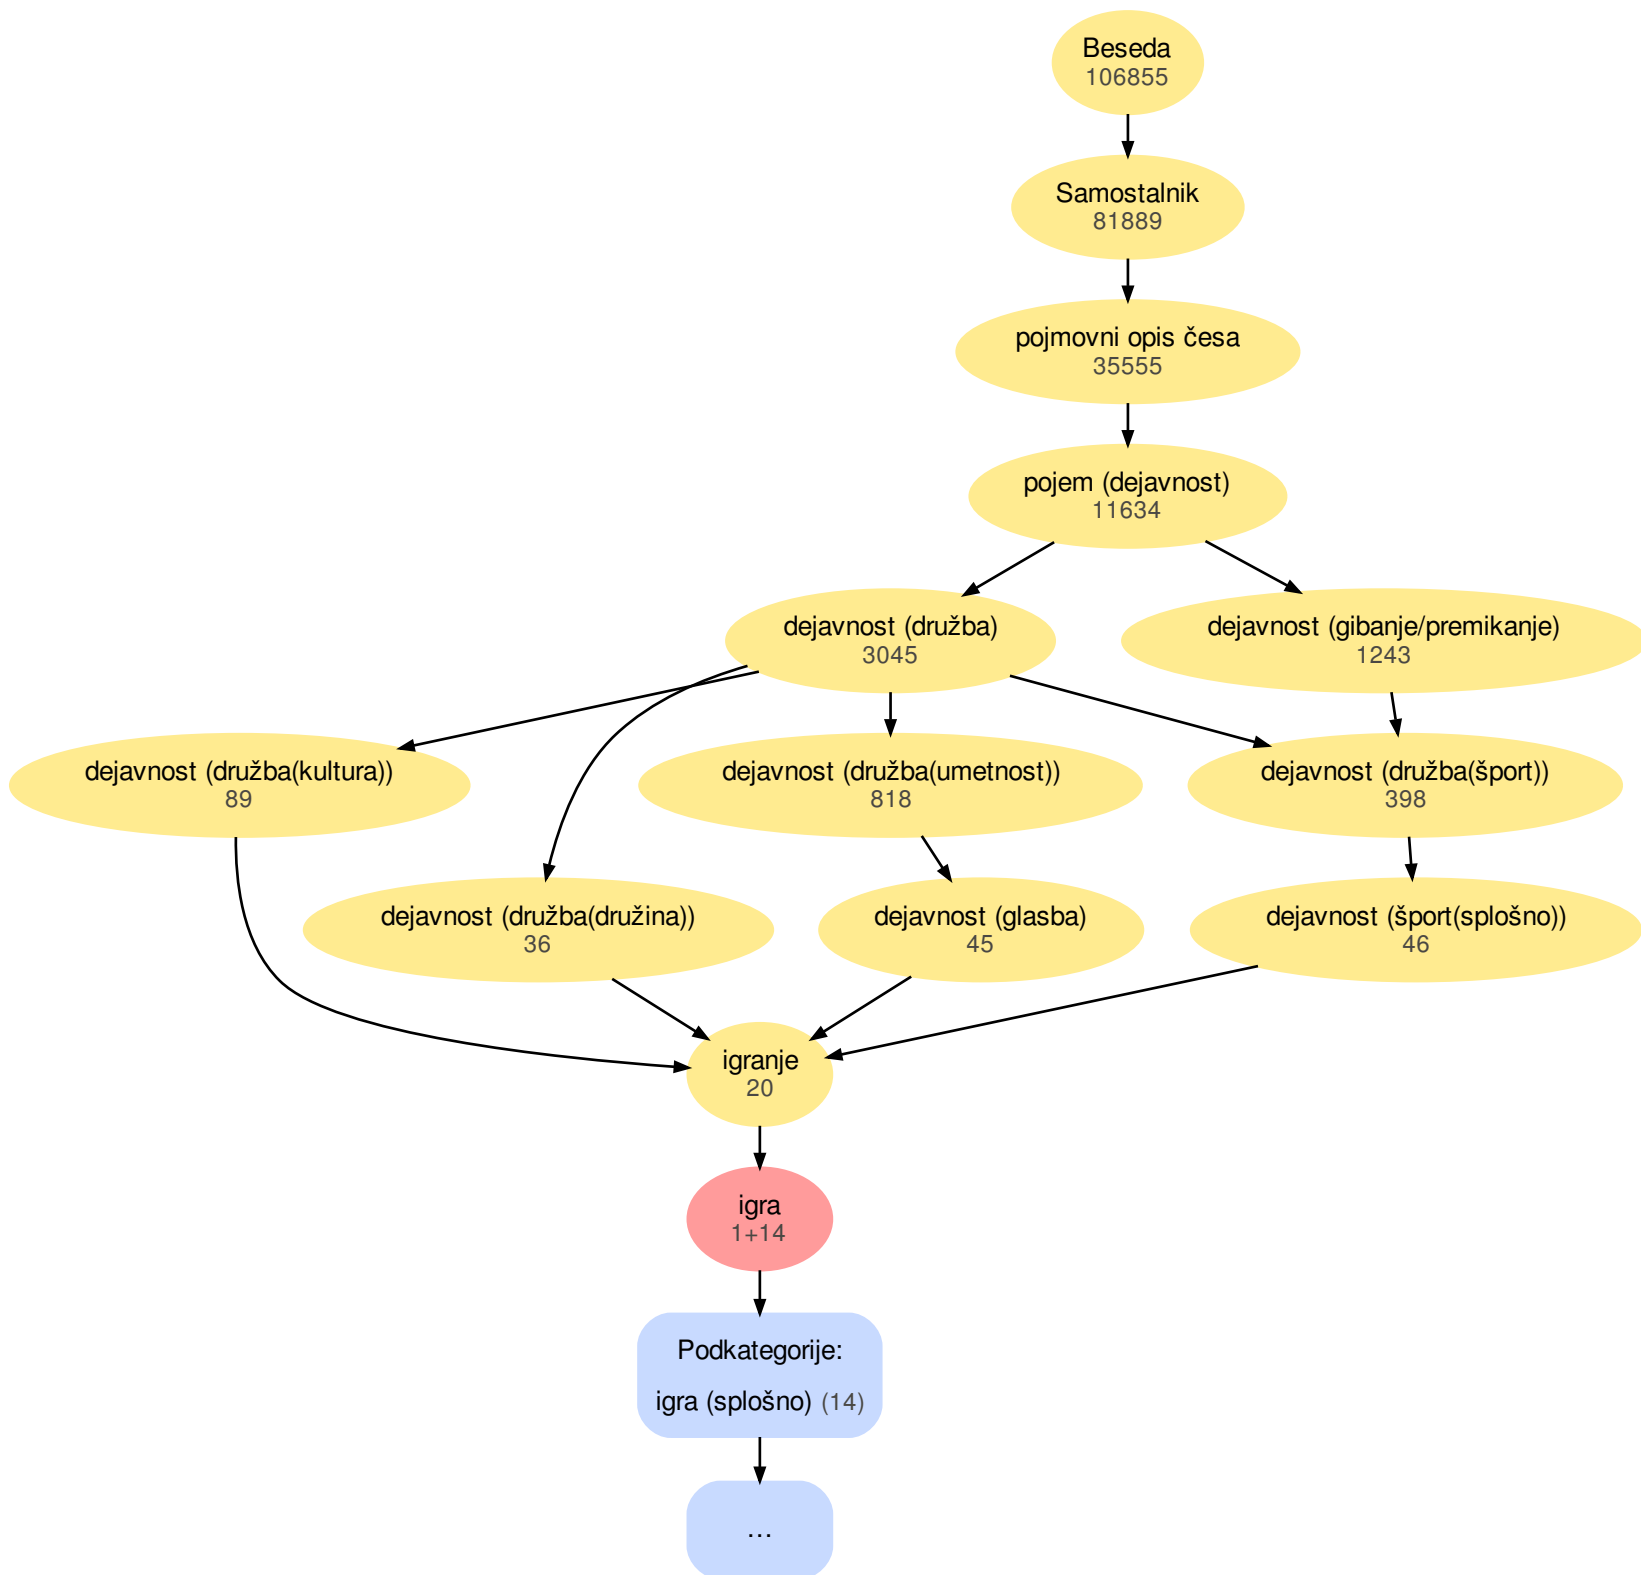 Beseda
106855
Samostalnik
81889
pojmovni opis česa
35555
pojem (dejavnost)
11634
dejavnost (družba)
3045
dejavnost (gibanje/premikanje)
1243
dejavnost (družba(kultura))
89
dejavnost (družba(umetnost))
818
dejavnost (družba(šport))
398
dejavnost (družba(družina))
36
dejavnost (glasba)
45
dejavnost (šport(splošno))
46
igranje
20
igra
1+14
Podkategorije:
igra (splošno) (14)
…